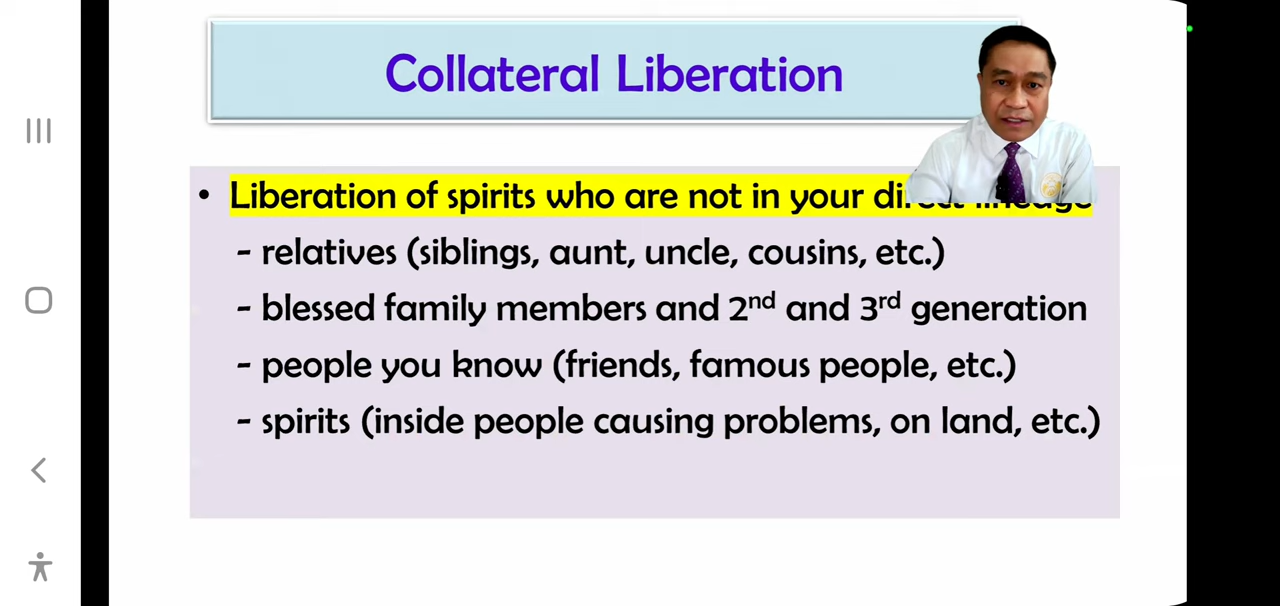 Collateral Liberation
• Liberation of spirits who are not in your direct lineage
- relatives (siblings, aunt, uncle, cousins, etc.)
- blessed family members and 2nd and 3rd generation
- people you know (friends, famous people, etc.)
- spirits (inside people causing problems, on land, etc.)